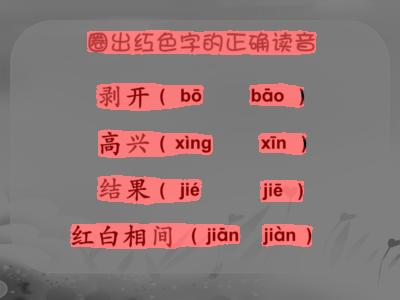 圈出红色字的正确读音
剥开（ bō bāo ）
高兴（ xìng xīn ）
结果（ jié jiē ）
红白相间（ jiān jiàn ）